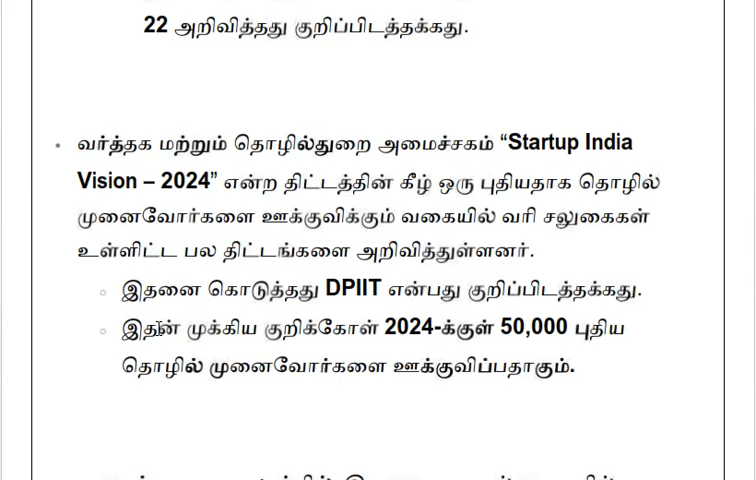 22 அறிவித்தது குறிப்பிடத்தக்கது.
• வர்த்தக மற்றும் தொழில்துறை அமைச்சகம் “Startup India
Vision – 2024” என்ற திட்டத்தின் கீழ் ஒரு புதியதாக தொழில்
முனைவோர்களை ஊக்குவிக்கும் வகையில் வரி சலுகைகள்
உள்ளிட்ட பல திட்டங்களை அறிவித்துள்ளனர்.
○ இதனை கொடுத்தது DPIIT என்பது குறிப்பிடத்தக்கது.
○ இதன் முக்கிய குறிக்கோள் 2024-க்குள் 50,000 புதிய
தொழில் முனைவோர்களை ஊக்குவிப்பதாகும்.